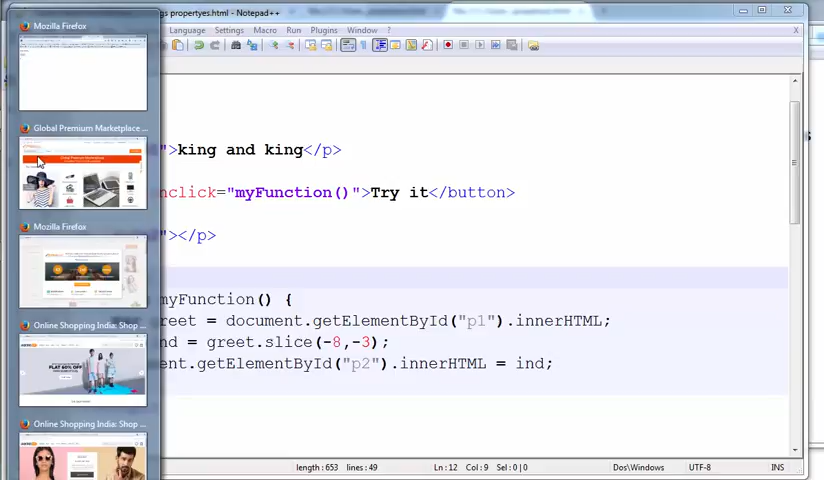 gs propertyes.html - Notepad++
Language Settings Macro Run Plugins Window ?
X
Mozilla Firefox
Global Premium Marketplace ...
Mozilla Firefox
Online Shopping India: Shop ...
Online Shopping India: Shop ...
">king and king</p>
nclick="myFunction()">Try it</button>
"></p>
myFunction() {
reet = document.getElementById("p1").innerHTML;
nd = greet.slice(-8,-3);
ent.getElementById("p2").innerHTML = ind;
length : 653 lines : 49 Ln : 12 Col : 9 Sel : 0 | 0 Dos\Windows UTF-8 INS